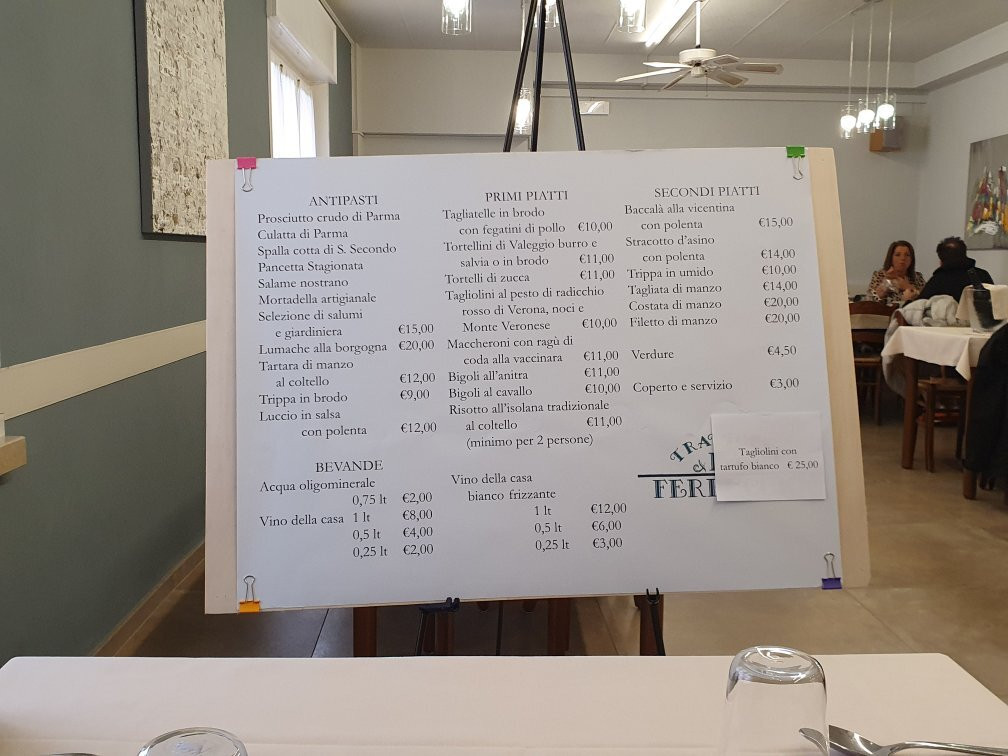 ANTIPASTI
Prosciutto crudo di Parma
Culatta di Parma
Spalla cotta di S. Secondo
Pancetta Stagionata
Salame nostrano
Mortadella artigianale
Selezione di salumi
e giardiniera €15,00
Lumache alla borgogna €20,00
Tartara di manzo
al coltello €12,00
Trippa in brodo €9,00
Luccio in salsa
con polenta €12,00
BEVANDE
Acqua oligominerale
0,75 lt €2,00
Vino della casa 1 lt €8,00
0,5 lt €4,00
0,25 lt €2,00
PRIMI PIATTI
Tagliatelle in brodo
con fegatini di pollo €10,00
Tortellini di Valeggio burro e
salvia o in brodo €11,00
Tortelli di zucca €11,00
Tagliolini al pesto di radicchio
rosso di Verona, noci e
Monte Veronese €10,00
Maccheroni con ragù di
coda alla vaccinara €11,00
Bigoli all'anitra €11,00
Bigoli al cavallo €10,00
Risotto all'isolana tradizionale
al coltello €11,00
(minimo per 2 persone)
Vino della casa
bianco frizzante
1 lt €12,00
0,5 lt €6,00
0,25 lt €3,00
SECONDI PIATTI
Baccalà alla vicentina
con polenta €15,00
Stracotto d'asino
con polenta €14,00
Trippa in umido €10,00
Tagliata di manzo €14,00
Costata di manzo €20,00
Filetto di manzo €20,00
Verdure €4,50
Coperto e servizio €3,00
Tagliolini con
tartufo bianco € 25,00